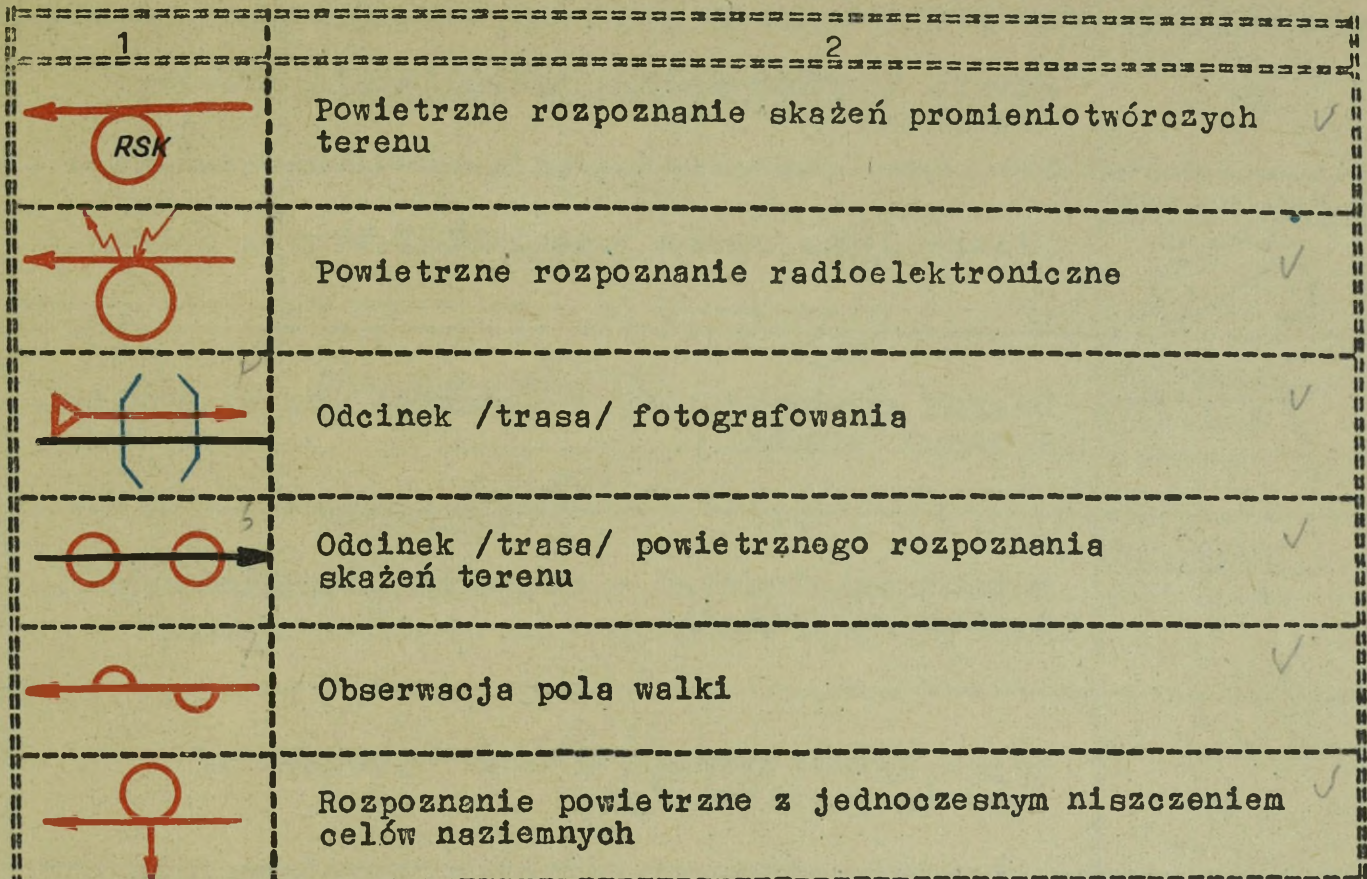 1
2
RSK
Powietrzne rozpoznanie skażeń promieniotwórczych
terenu
Powietrzne rozpoznanie radioelektroniczne
Odcinek /trasa/ fotografowania
Odcinek /trasa/ powietrznego rozpoznania
skażeń terenu
Obserwacja pola walki
Rozpoznanie powietrzne z jednoczesnym niszczeniem
celów naziemnych